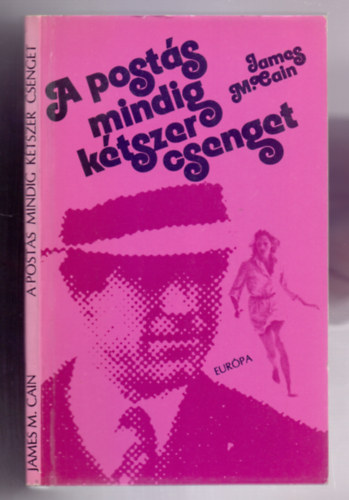 A postás
mindig
kétszer
csenget
James
M. Cain
EURÓPA
JAMES M. CAIN A POSTÁS MINDIG KÉTSZER CSENGET